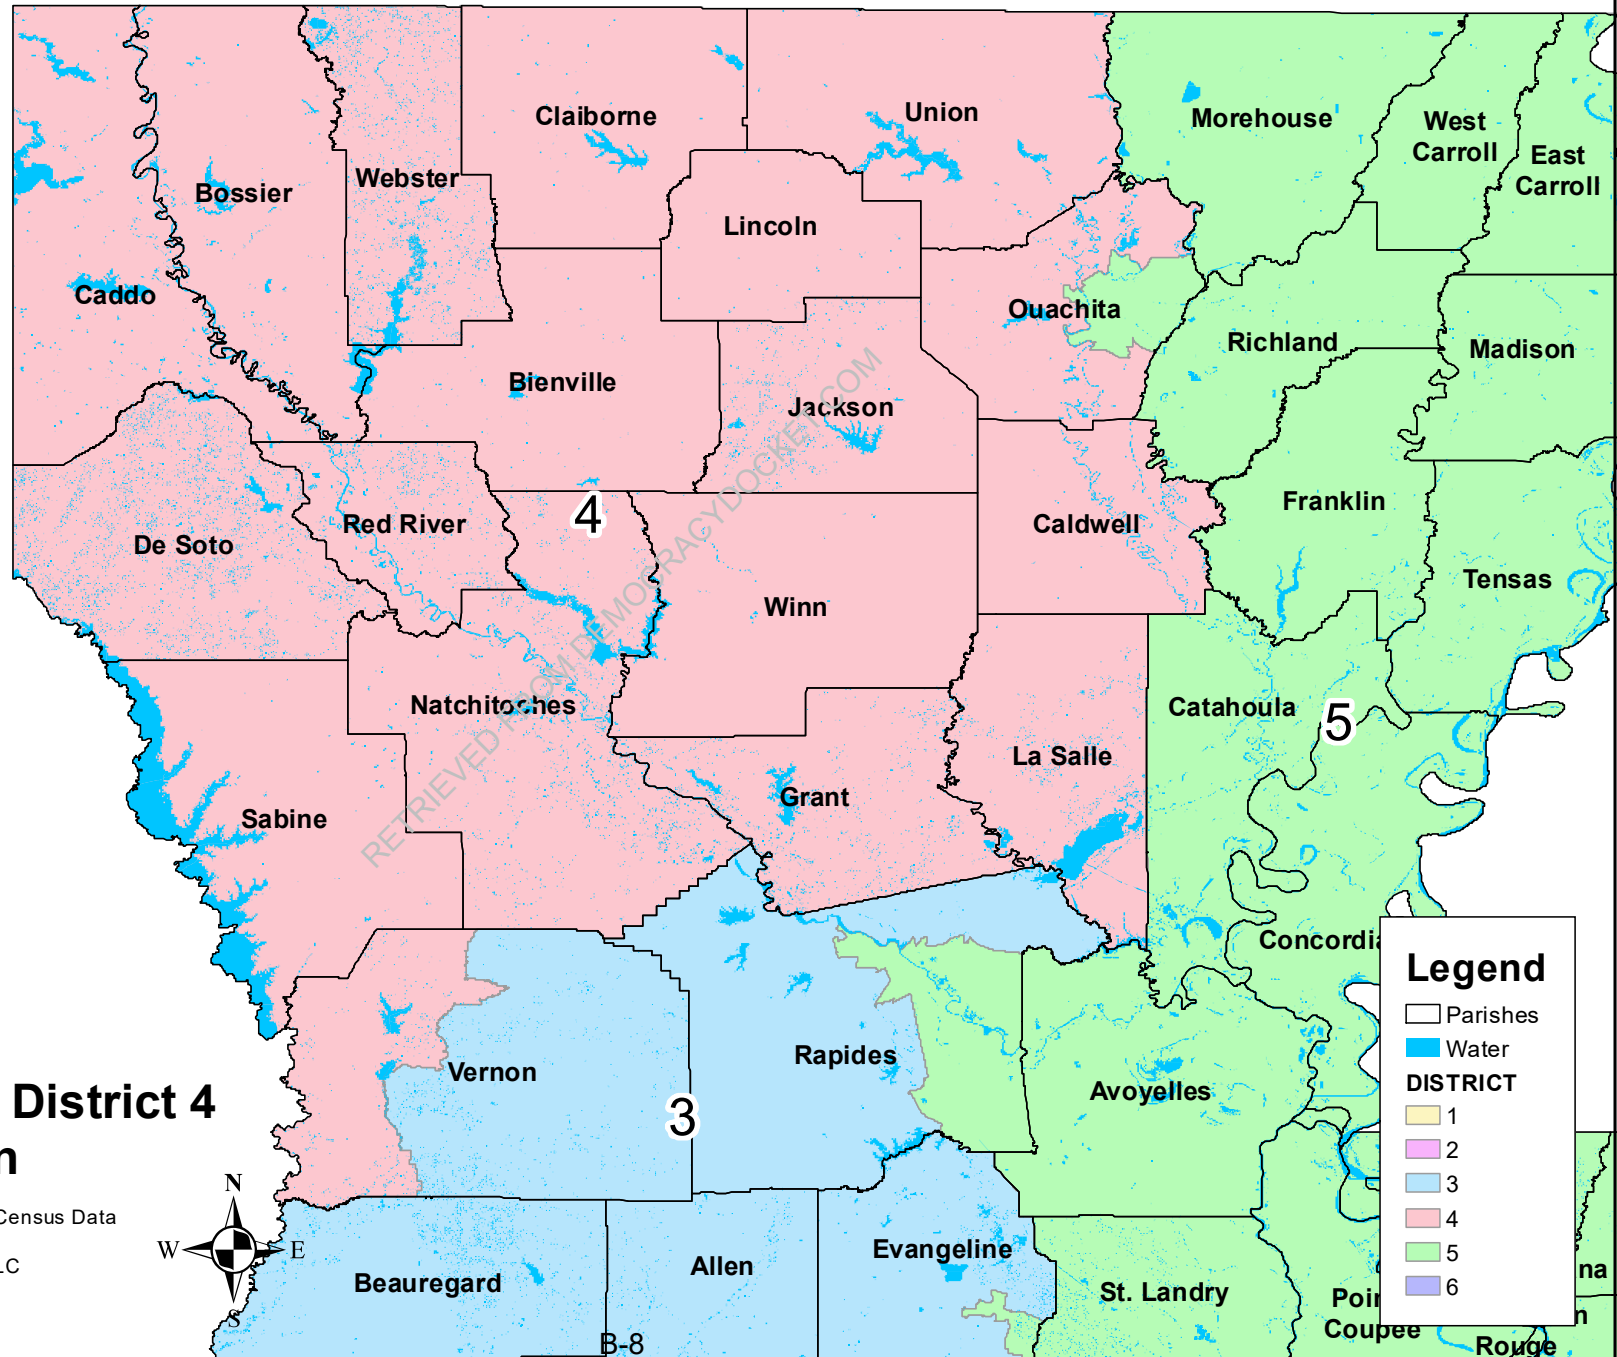 Claiborne
Union
Morehouse
West
Carroll
East
Carroll
Webster
Bossier
Lincoln
Caddo
Ouachita
Richland
Madison
Bienville
Jackson
4
Red River
De Soto
Caldwell
Franklin
Tensas
Winn
Natchitoches
Catahoula
5
La Salle
Grant
Sabine
Concordia
RETRIEVED FROM DEMOCRACYDOCKET.COM
Rapides
Vernon
Avoyelles
3
District 4
n
Census Data
LC
N
W
E
S
Beauregard
Allen
Evangeline
St. Landry
Poin
Coupee
Rouge
na
n
B-8
Legend
Parishes
Water
DISTRICT
1
2
3
4
5
6